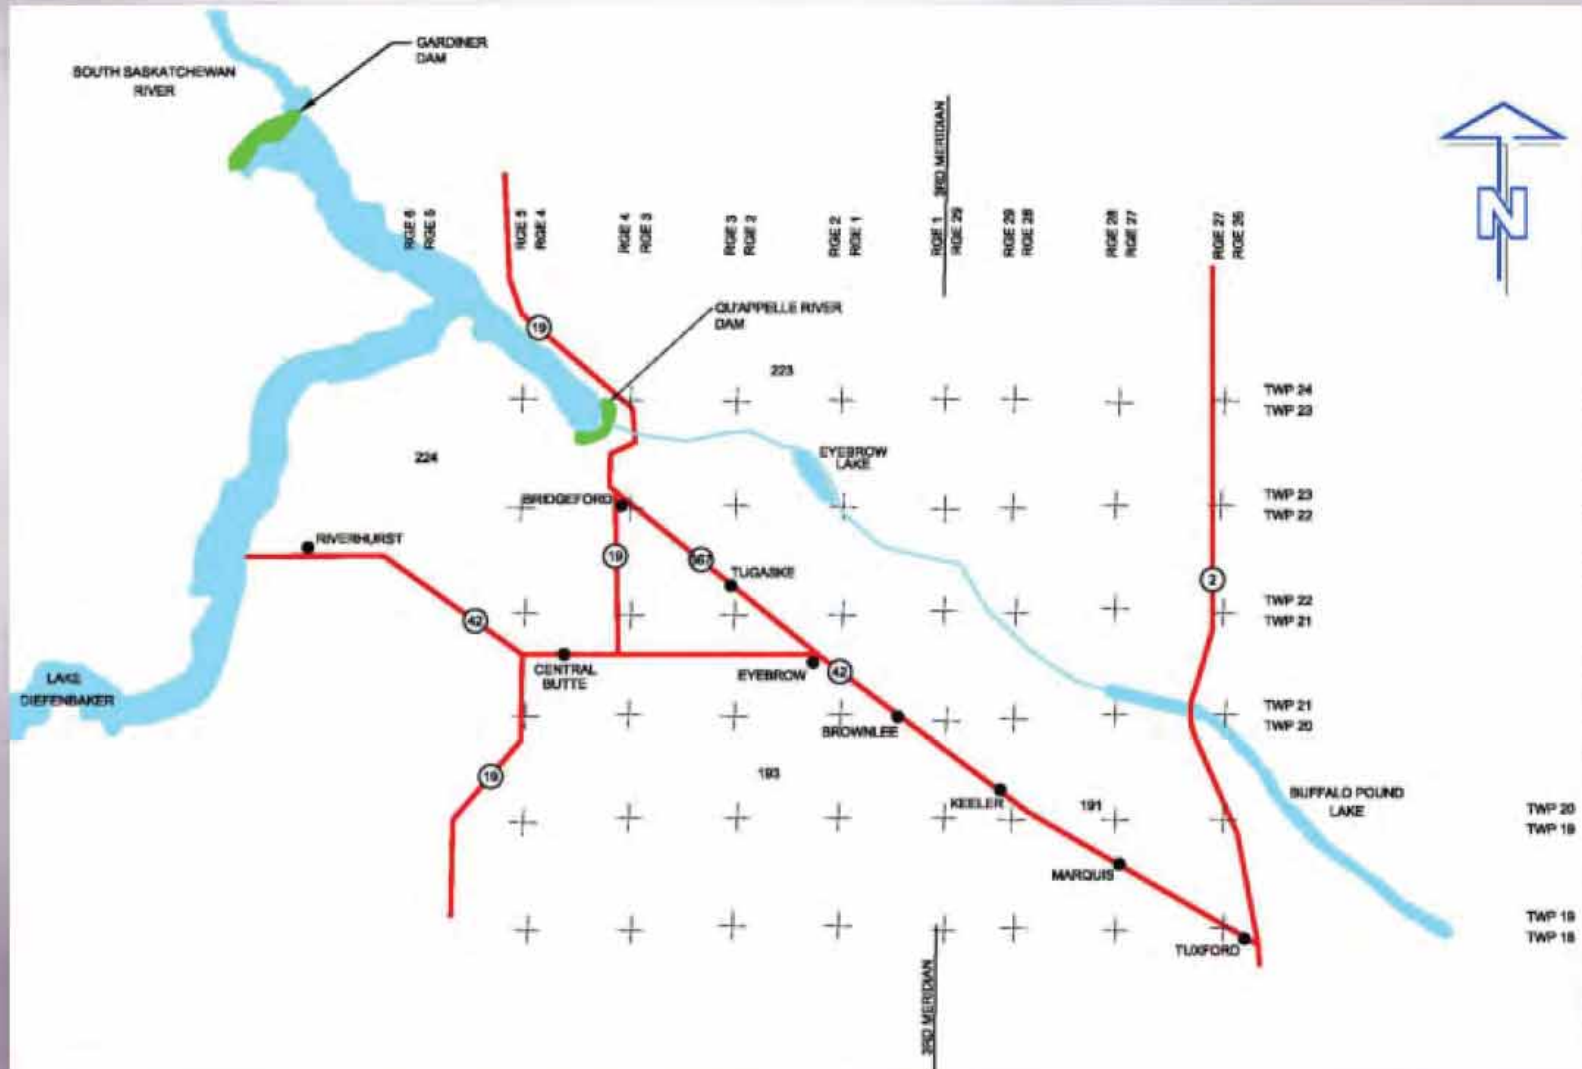 GARDINER
DAM
SOUTH SASKATCHEWAN
RIVER
3RD MERIDIAN
RGE 6
RGE 5
RGE 5
RGE 4
RGE 4
RGE 3
RGE 3
RGE 2
RGE 2
RGE 1
RGE 1
RGE 29
RGE 29
RGE 28
RGE 28
RGE 27
RGE 27
RGE 26
N
QU'APPELLE RIVER
DAM
19
223
TWP 24
TWP 23
224
EYEBROW
LAKE
BRIDGEFORD
TWP 23
TWP 22
RIVERHURST
19
367
TUGASKE
2
TWP 22
TWP 21
42
CENTRAL
BUTTE
EYEBROW
42
LAKE
DIEFENBAKER
TWP 21
TWP 20
BROWNLEE
19
193
KEELER
191
BUFFALO POUND
LAKE
TWP 20
TWP 19
MARQUIS
TWP 19
TWP 18
TUXFORD
3RD MERIDIAN